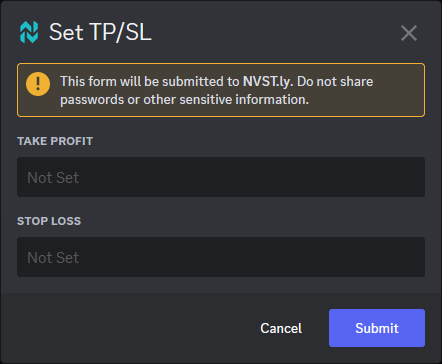 Set TP/SL
This form will be submitted to NVST.ly. Do not share
passwords or other sensitive information.
TAKE PROFIT
Not Set
STOP LOSS
Not Set
Cancel
Submit